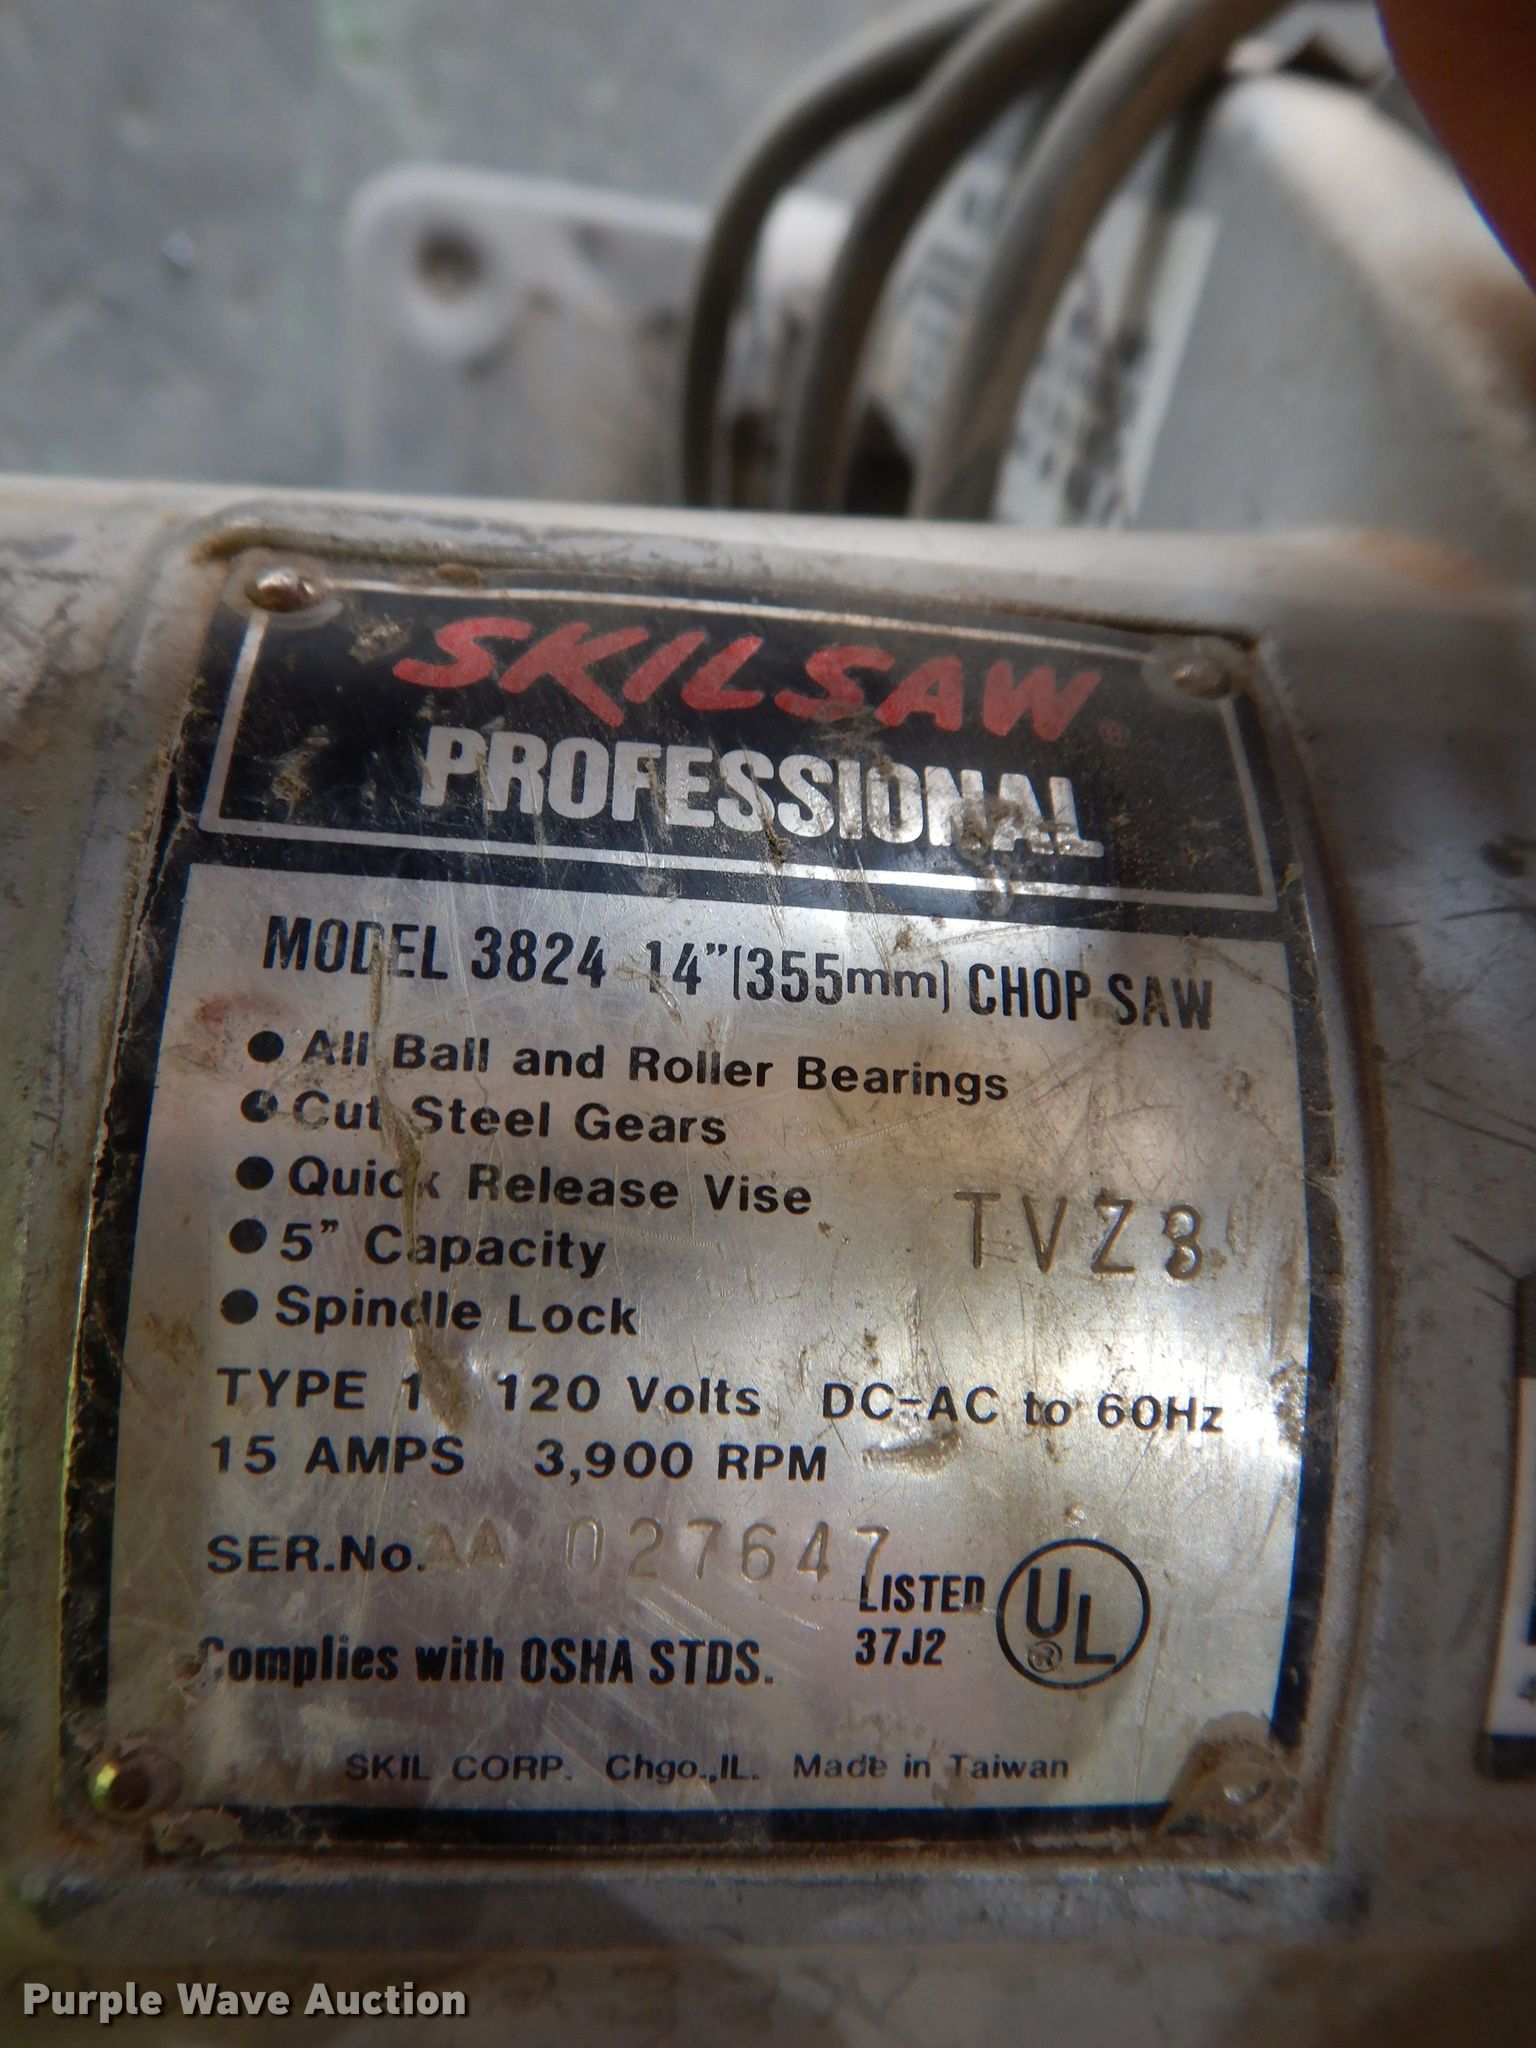 SKILSAW®
PROFESSIONAL
MODEL 3824 14"(355mm) CHOP SAW
● All Ball and Roller Bearings
● Cut Steel Gears
● Quick Release Vise
● 5" Capacity
● Spindle Lock
TVZ8
TYPE 1 120 Volts DC-AC to 60Hz
15 AMPS 3,900 RPM
SER.No. AA 027647
LISTED
37J2
UL®
Complies with OSHA STDS.
SKIL CORP. Chgo.,IL. Made in Taiwan
Purple Wave Auction